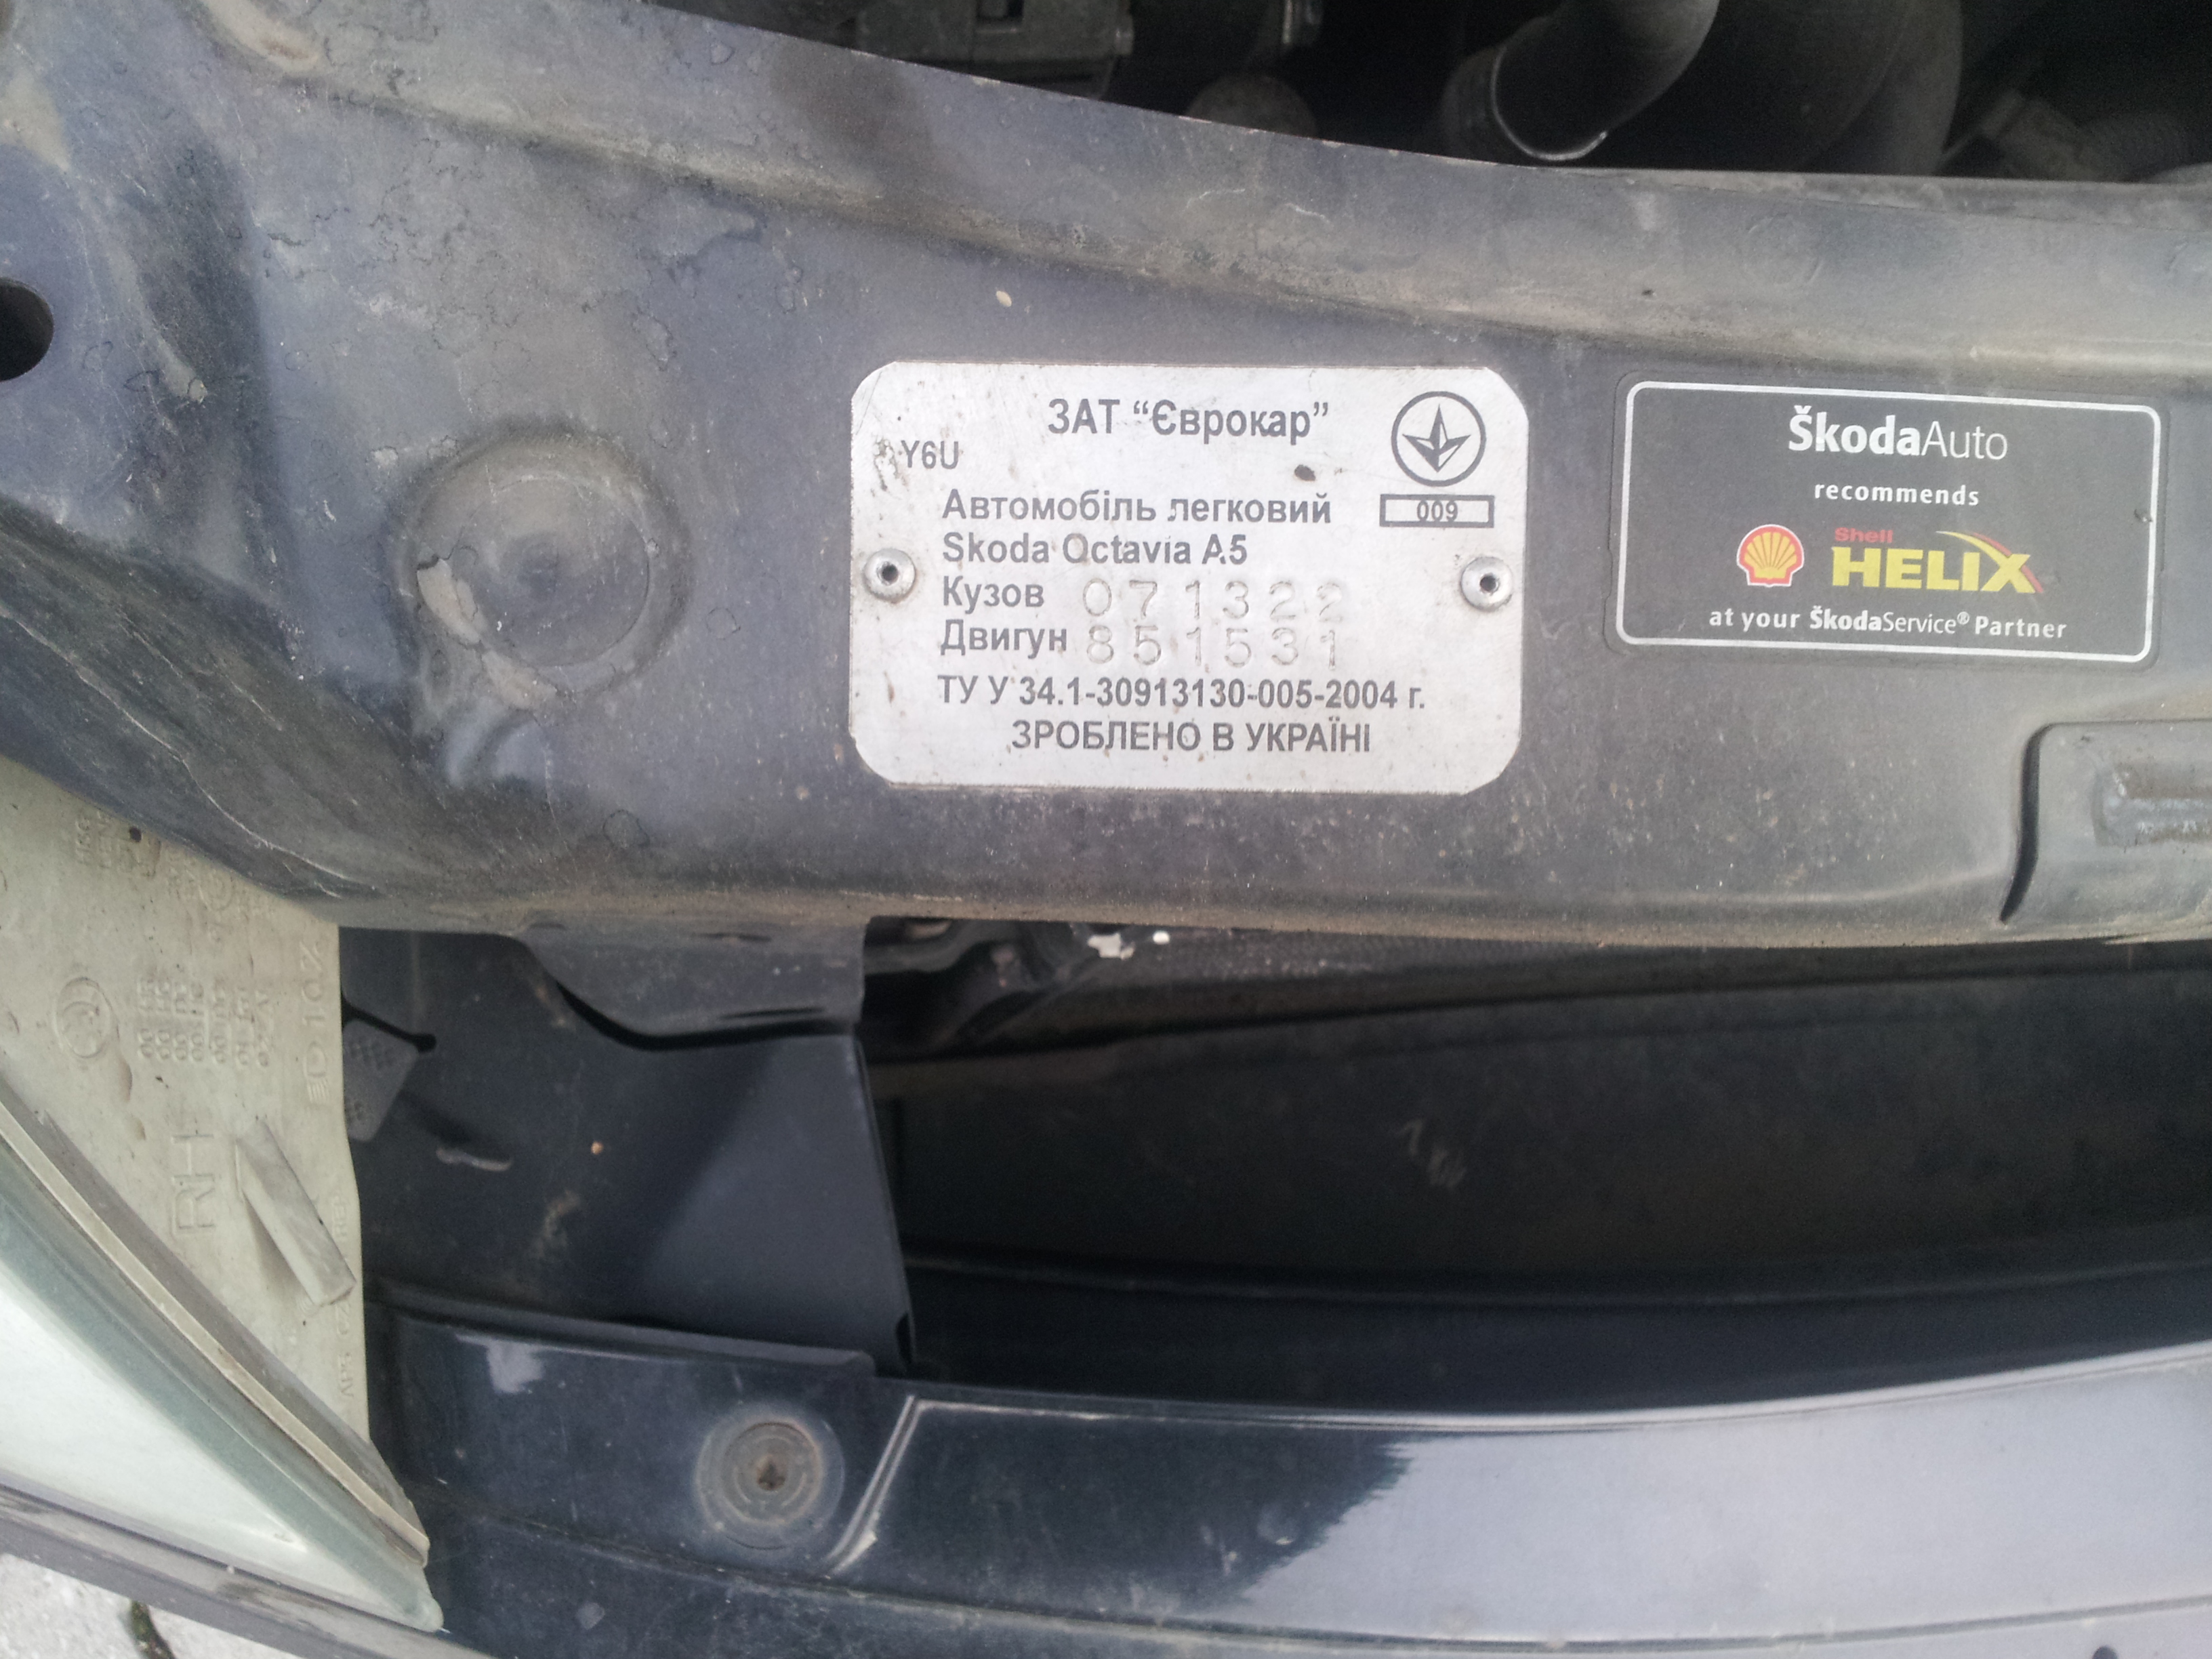 ЗАТ “Єврокар”
Y6U
Автомобіль легковий
009
Skoda Octavia A5
Кузов 071322
Двигун 851531
ТУ У 34.1-30913130-005-2004 г.
ЗРОБЛЕНО В УКРАЇНІ
ŠkodaAuto
recommends
Shell
HELIX
at your ŠkodaService® Partner
RH